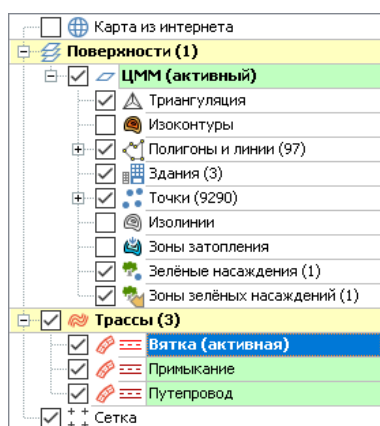 Карта из интернета
Поверхности (1)
ЦММ (активный)
Триангуляция
Изоконтуры
Полигоны и линии (97)
Здания (3)
Точки (9290)
Изолинии
Зоны затопления
Зелёные насаждения (1)
Зоны зелёных насаждений (1)
Трассы (3)
Вятка (активная)
Примыкание
Путепровод
Сетка